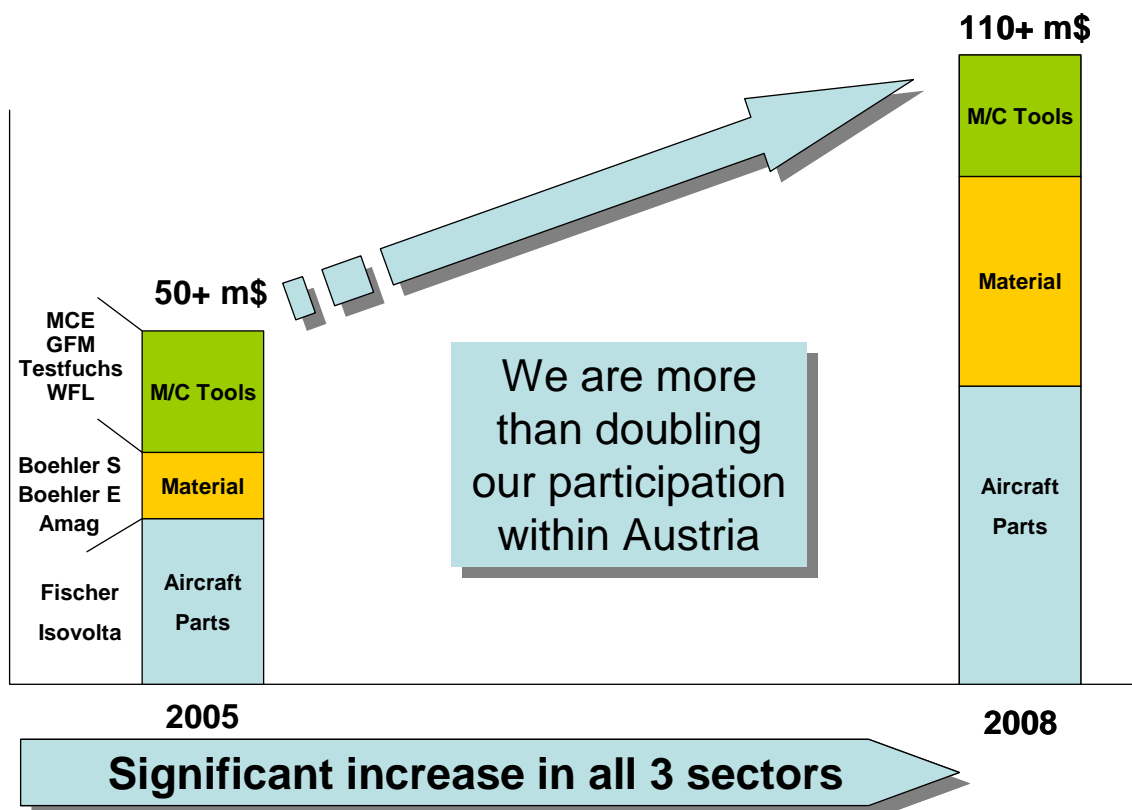 110+ m$
M/C Tools
Material
Aircraft
Parts
50+ m$
MCE
GFM
Testfuchs
WFL
M/C Tools
Boehler S
Boehler E
Amag
Material
Fischer
Isovolta
Aircraft
Parts
We are more
than doubling
our participation
within Austria
2005
2008
Significant increase in all 3 sectors